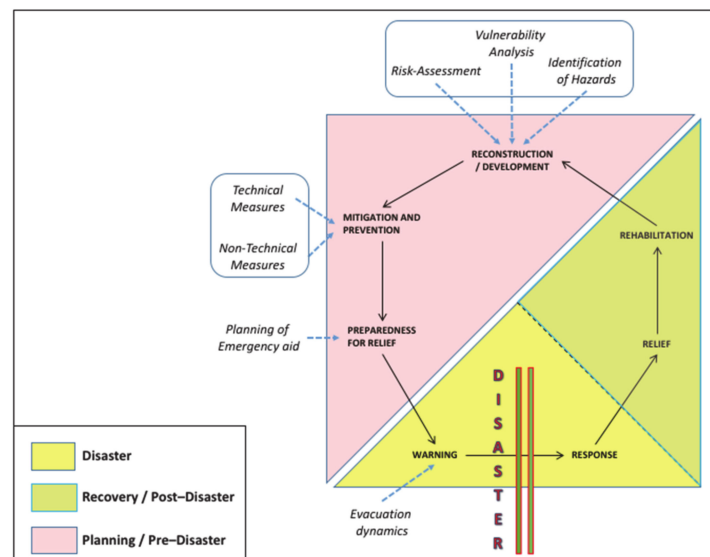 Vulnerability
Analysis
Risk-Assessment
Identification
of Hazards
RECONSTRUCTION
/ DEVELOPMENT
Technical
Measures
MITIGATION AND
PREVENTION
Non-Technical
Measures
REHABILITATION
Planning of
Emergency aid
PREPAREDNESS
FOR RELIEF
RELIEF
DISASTER
WARNING
RESPONSE
Evacuation
dynamics
Disaster
Recovery / Post–Disaster
Planning / Pre–Disaster